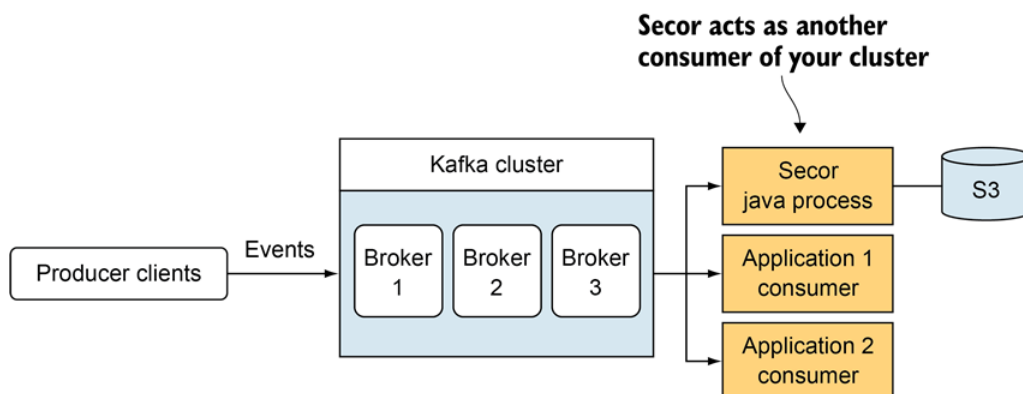 Secor acts as another
consumer of your cluster
Kafka cluster
Secor
java process
S3
Events
Producer clients
Broker
1
Broker
2
Broker
3
Application 1
consumer
Application 2
consumer